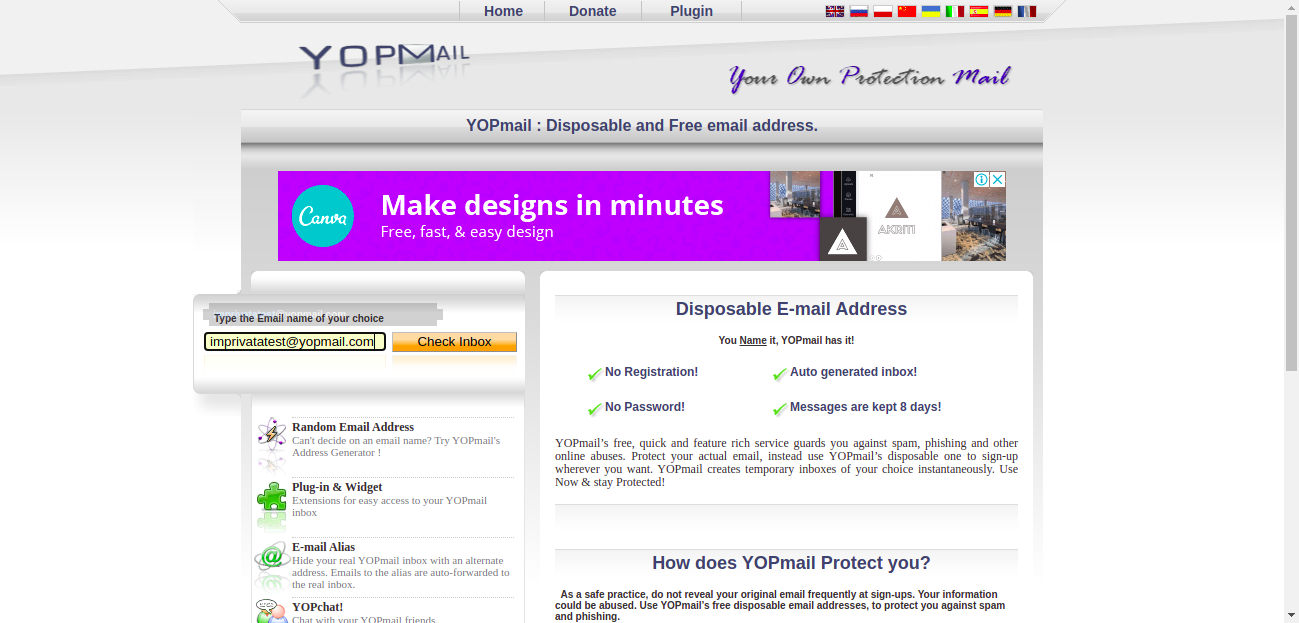 Home Donate Plugin
YOPMAIL
Your Own Protection Mail
YOPmail : Disposable and Free email address.
Canva
Make designs in minutes
Free, fast, & easy design
AKRITI
Type the Email name of your choice
imprivatatest@yopmail.com Check Inbox
Random Email Address
Can't decide on an email name? Try YOPmail's
Address Generator !
Plug-in & Widget
Extensions for easy access to your YOPmail
inbox
E-mail Alias
Hide your real YOPmail inbox with an alternate
address. Emails to the alias are auto-forwarded to
the real inbox.
YOPchat!
Chat with your YOPmail friends.
Disposable E-mail Address
You Name it, YOPmail has it!
No Registration! Auto generated inbox!
No Password! Messages are kept 8 days!
YOPmail’s free, quick and feature rich service guards you against spam, phishing and other
online abuses. Protect your actual email, instead use YOPmail’s disposable one to sign-up
wherever you want. YOPmail creates temporary inboxes of your choice instantaneously. Use
Now & stay Protected!
How does YOPmail Protect you?
As a safe practice, do not reveal your original email frequently at sign-ups. Your information
could be abused. Use YOPmail’s free disposable email addresses, to protect you against spam
and phishing.